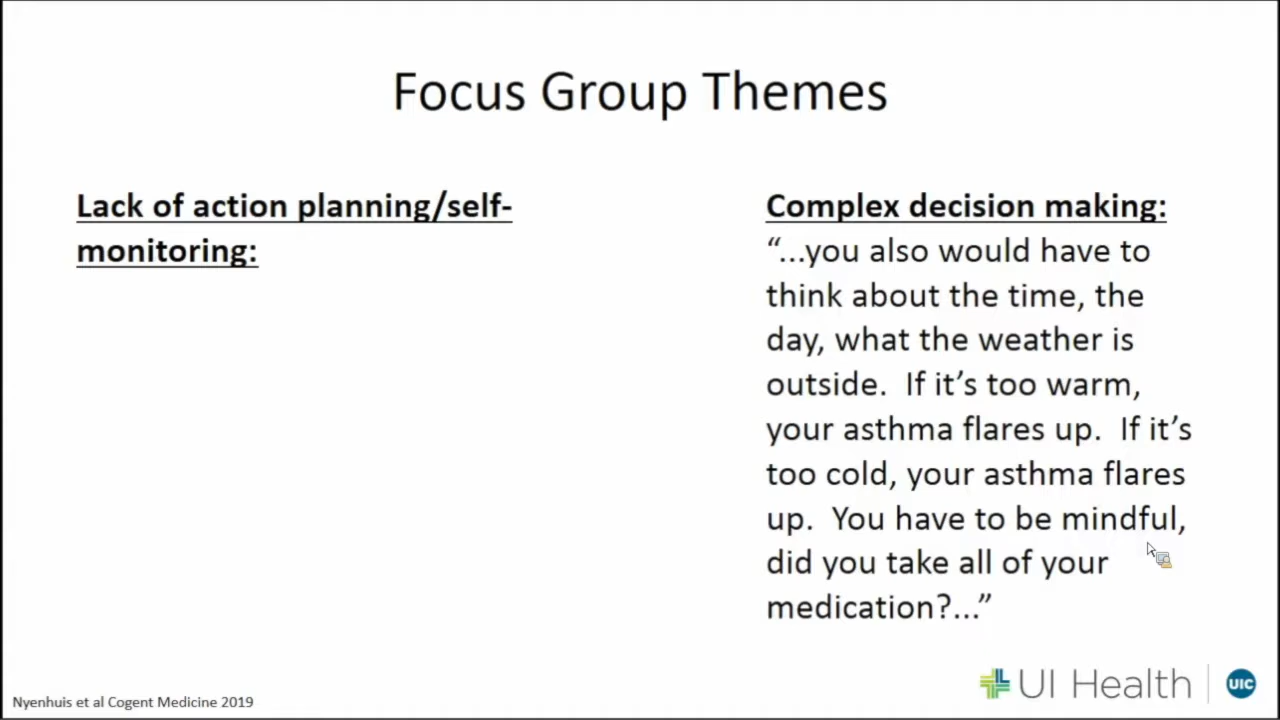 Focus Group Themes
Lack of action planning/self-
monitoring:
Complex decision making:
“...you also would have to
think about the time, the
day, what the weather is
outside.  If it’s too warm,
your asthma flares up.  If it’s
too cold, your asthma flares
up.  You have to be mindful,
did you take all of your
medication?...”
Nyenhuis et al Cogent Medicine 2019
UI Health
UIC